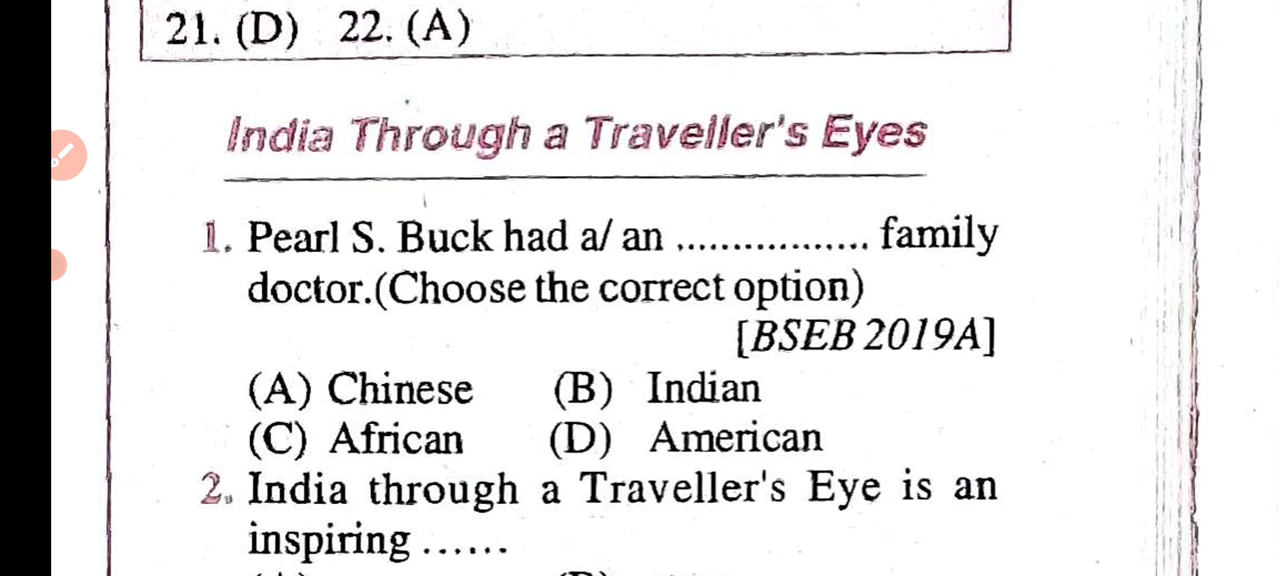 21. (D) 22. (A)
India Through a Traveller's Eyes
1. Pearl S. Buck had a/ an ................. family
doctor.(Choose the correct option)
[BSEB 2019A]
(A) Chinese (B) Indian
(C) African (D) American
2. India through a Traveller's Eye is an
inspiring ......